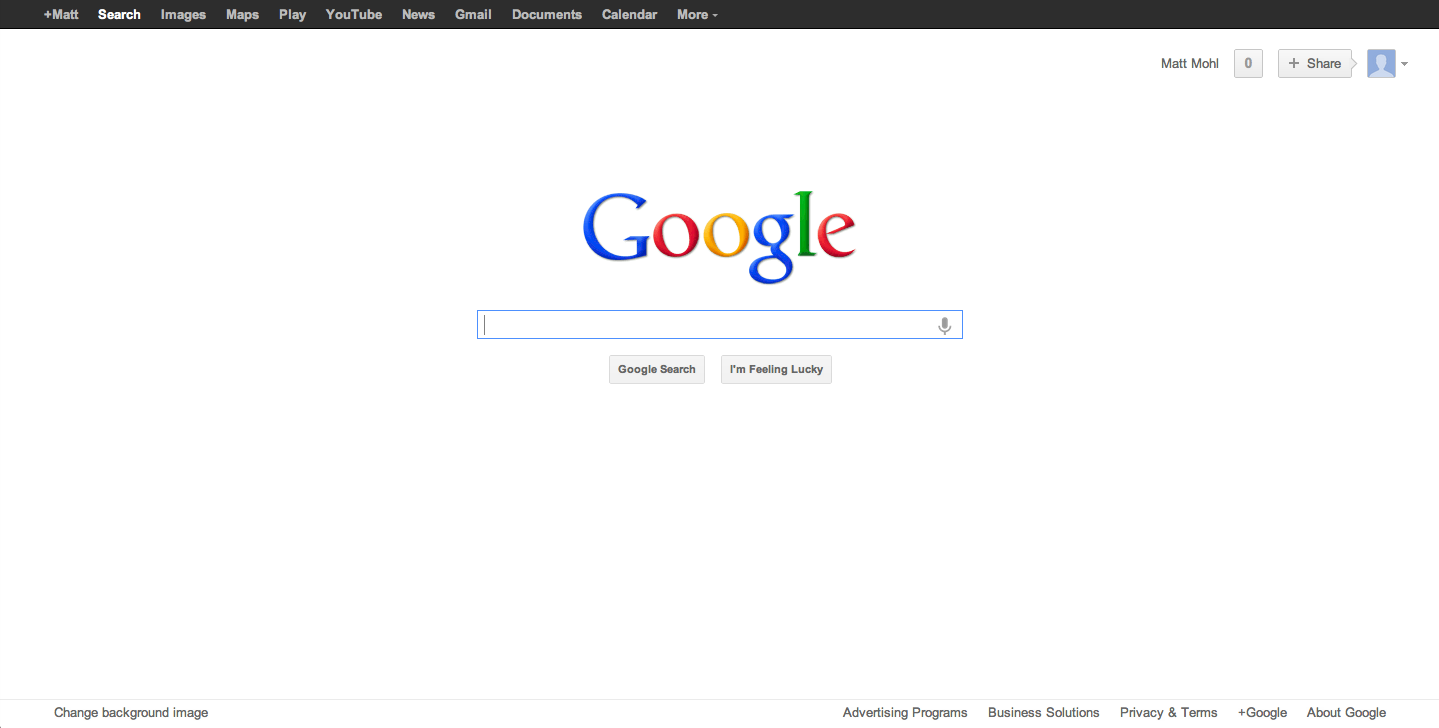 +Matt Search Images Maps Play YouTube News Gmail Documents Calendar More
Matt Mohl 0 + Share
Google
Google Search I'm Feeling Lucky
Change background image Advertising Programs Business Solutions Privacy & Terms +Google About Google